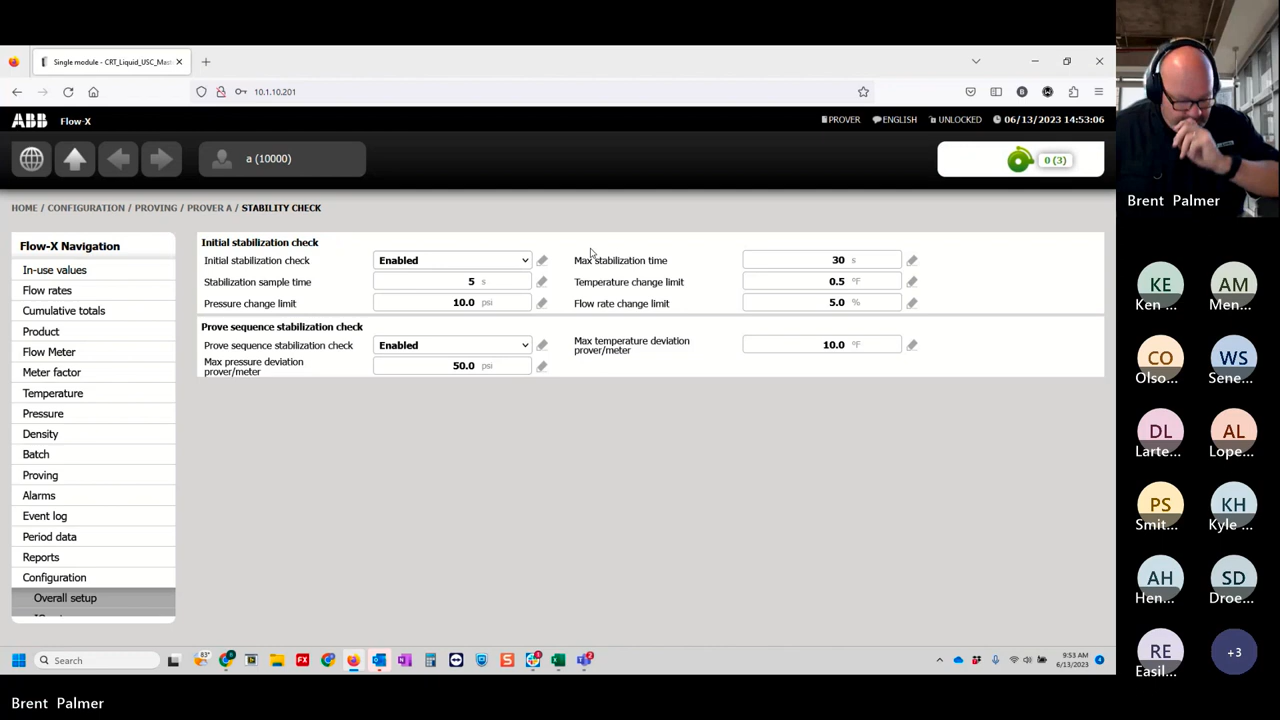 Single module - CRT_Liquid_USC_Mast
10.1.10.201
ABB Flow-X
PROVER ENGLISH UNLOCKED 06/13/2023 14:53:06
a (10000)
0 (3)
HOME / CONFIGURATION / PROVING / PROVER A / STABILITY CHECK
Flow-X Navigation
In-use values
Flow rates
Cumulative totals
Product
Flow Meter
Meter factor
Temperature
Pressure
Density
Batch
Proving
Alarms
Event log
Period data
Reports
Configuration
Overall setup
Initial stabilization check
Initial stabilization check Enabled Max stabilization time 30 s
Stabilization sample time 5 s Temperature change limit 0.5 °F
Pressure change limit 10.0 psi Flow rate change limit 5.0 %
Prove sequence stabilization check
Prove sequence stabilization check Enabled Max temperature deviation
prover/meter 10.0 °F
Max pressure deviation
prover/meter 50.0 psi
Search
83°
9:53 AM
6/13/2023
Brent Palmer
Brent Palmer
KE AM
Ken ... Men...
CO WS
Olso... Sene...
DL AL
Larte... Lope...
PS KH
Smit... Kyle ...
AH SD
Hen... Droe...
RE +3
Easil...